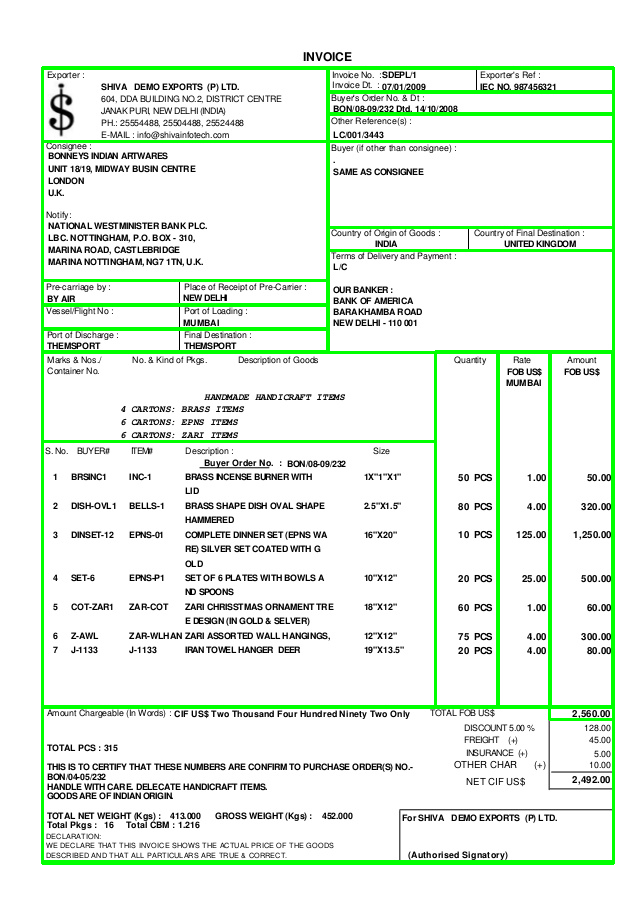 INVOICE
Exporter :
SHIVA DEMO EXPORTS (P) LTD.
604, DDA BUILDING NO.2, DISTRICT CENTRE
JANAK PURI, NEW DELHI (INDIA)
PH.: 25554488, 25504488, 25524488
E-MAIL : info@shivainfotech.com
Invoice No. :SDEPL/1
Invoice Dt. : 07/01/2009
Exporter's Ref :
IEC NO. 987456321
Buyer's Order No. & Dt :
BON/08-09/232 Dtd. 14/10/2008
Other Reference(s) :
LC/001/3443
Consignee :
BONNEYS INDIAN ARTWARES
UNIT 18/19, MIDWAY BUSIN CENTRE
LONDON
U.K.
Notify :
NATIONAL WESTMINISTER BANK PLC.
LBC. NOTTINGHAM, P.O. BOX - 310,
MARINA ROAD, CASTLEBRIDGE
MARINA NOTTINGHAM, NG7 1TN, U.K.
Buyer (if other than consignee) :
.
SAME AS CONSIGNEE
Country of Origin of Goods :
INDIA
Country of Final Destination :
UNITED KINGDOM
Terms of Delivery and Payment :
L/C
OUR BANKER :
BANK OF AMERICA
BARAKHAMBA ROAD
NEW DELHI - 110 001
Pre-carriage by :
BY AIR
Place of Receipt of Pre-Carrier :
NEW DELHI
Vessel/Flight No :
Port of Loading :
MUMBAI
Port of Discharge :
THEMSPORT
Final Destination :
THEMSPORT
Marks & Nos./ No. & Kind of Pkgs. Description of Goods Quantity Rate Amount
Container No. FOB US$ FOB US$
MUMBAI
HANDMADE HANDICRAFT ITEMS
4 CARTONS: BRASS ITEMS
6 CARTONS: EPNS ITEMS
6 CARTONS: ZARI ITEMS
S. No. BUYER# ITEM# Description : Size
Buyer Order No. : BON/08-09/232
1 BRSINC1 INC-1 BRASS INCENSE BURNER WITH 1X"1"X1" 50 PCS 1.00 50.00
LID
2 DISH-OVL1 BELLS-1 BRASS SHAPE DISH OVAL SHAPE 2.5"X1.5" 80 PCS 4.00 320.00
HAMMERED
3 DINSET-12 EPNS-01 COMPLETE DINNER SET (EPNS WA 16"X20" 10 PCS 125.00 1,250.00
RE) SILVER SET COATED WITH G
OLD
4 SET-6 EPNS-P1 SET OF 6 PLATES WITH BOWLS A 10"X12" 20 PCS 25.00 500.00
ND SPOONS
5 COT-ZAR1 ZAR-COT ZARI CHRISSTMAS ORNAMENT TRE 18"X12" 60 PCS 1.00 60.00
E DESIGN (IN GOLD & SELVER)
6 Z-AWL ZAR-WLHAN ZARI ASSORTED WALL HANGINGS, 12"X12" 75 PCS 4.00 300.00
7 J-1133 J-1133 IRAN TOWEL HANGER DEER 19"X13.5" 20 PCS 4.00 80.00
Amount Chargeable (In Words) : CIF US$ Two Thousand Four Hundred Ninety Two Only TOTAL FOB US$ 2,560.00
DISCOUNT 5.00 % 128.00
FREIGHT (+) 45.00
INSURANCE (+) 5.00
OTHER CHAR (+) 10.00
NET CIF US$ 2,492.00
TOTAL PCS : 315
THIS IS TO CERTIFY THAT THESE NUMBERS ARE CONFIRM TO PURCHASE ORDER(S) NO.-
BON/04-05/232
HANDLE WITH CARE. DELECATE HANDICRAFT ITEMS.
GOODS ARE OF INDIAN ORIGIN.
TOTAL NET WEIGHT (Kgs) : 413.000 GROSS WEIGHT (Kgs) : 452.000
Total Pkgs : 16 Total CBM : 1.216
DECLARATION:
WE DECLARE THAT THIS INVOICE SHOWS THE ACTUAL PRICE OF THE GOODS
DESCRIBED AND THAT ALL PARTICULARS ARE TRUE & CORRECT.
For SHIVA DEMO EXPORTS (P) LTD.
(Authorised Signatory)